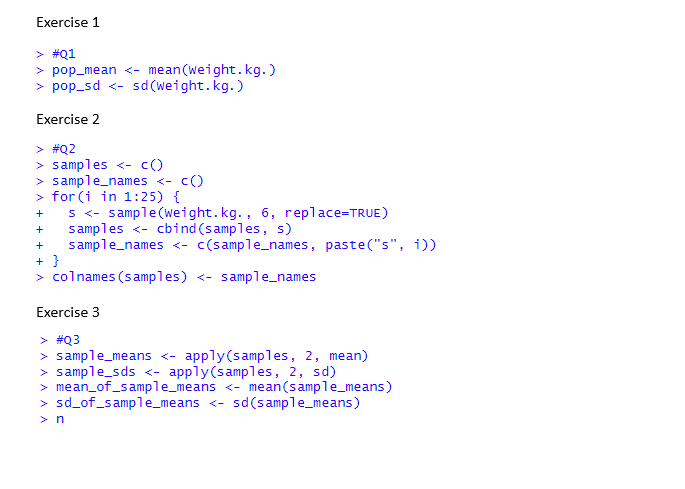 Exercise 1
> #Q1
> pop_mean <- mean(Weight.kg.)
> pop_sd <- sd(Weight.kg.)
Exercise 2
> #Q2
> samples <- c()
> sample_names <- c()
> for(i in 1:25) {
+   s <- sample(Weight.kg., 6, replace=TRUE)
+   samples <- cbind(samples, s)
+   sample_names <- c(sample_names, paste("s", i))
+ }
> colnames(samples) <- sample_names
Exercise 3
> #Q3
> sample_means <- apply(samples, 2, mean)
> sample_sds <- apply(samples, 2, sd)
> mean_of_sample_means <- mean(sample_means)
> sd_of_sample_means <- sd(sample_means)
> n